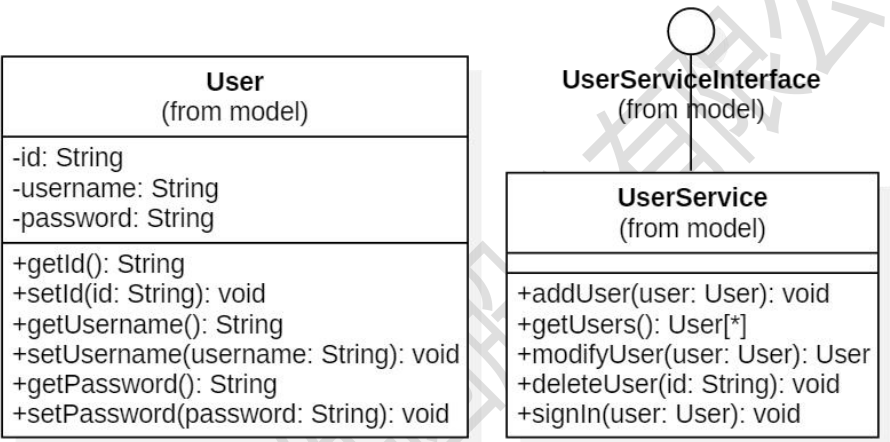 User
(from model)
-id: String
-username: String
-password: String
+getId(): String
+setId(id: String): void
+getUsername(): String
+setUsername(username: String): void
+getPassword(): String
+setPassword(password: String): void
UserServiceInterface
(from model)
UserService
(from model)
+addUser(user: User): void
+getUsers(): User[*]
+modifyUser(user: User): User
+deleteUser(id: String): void
+signIn(user: User): void